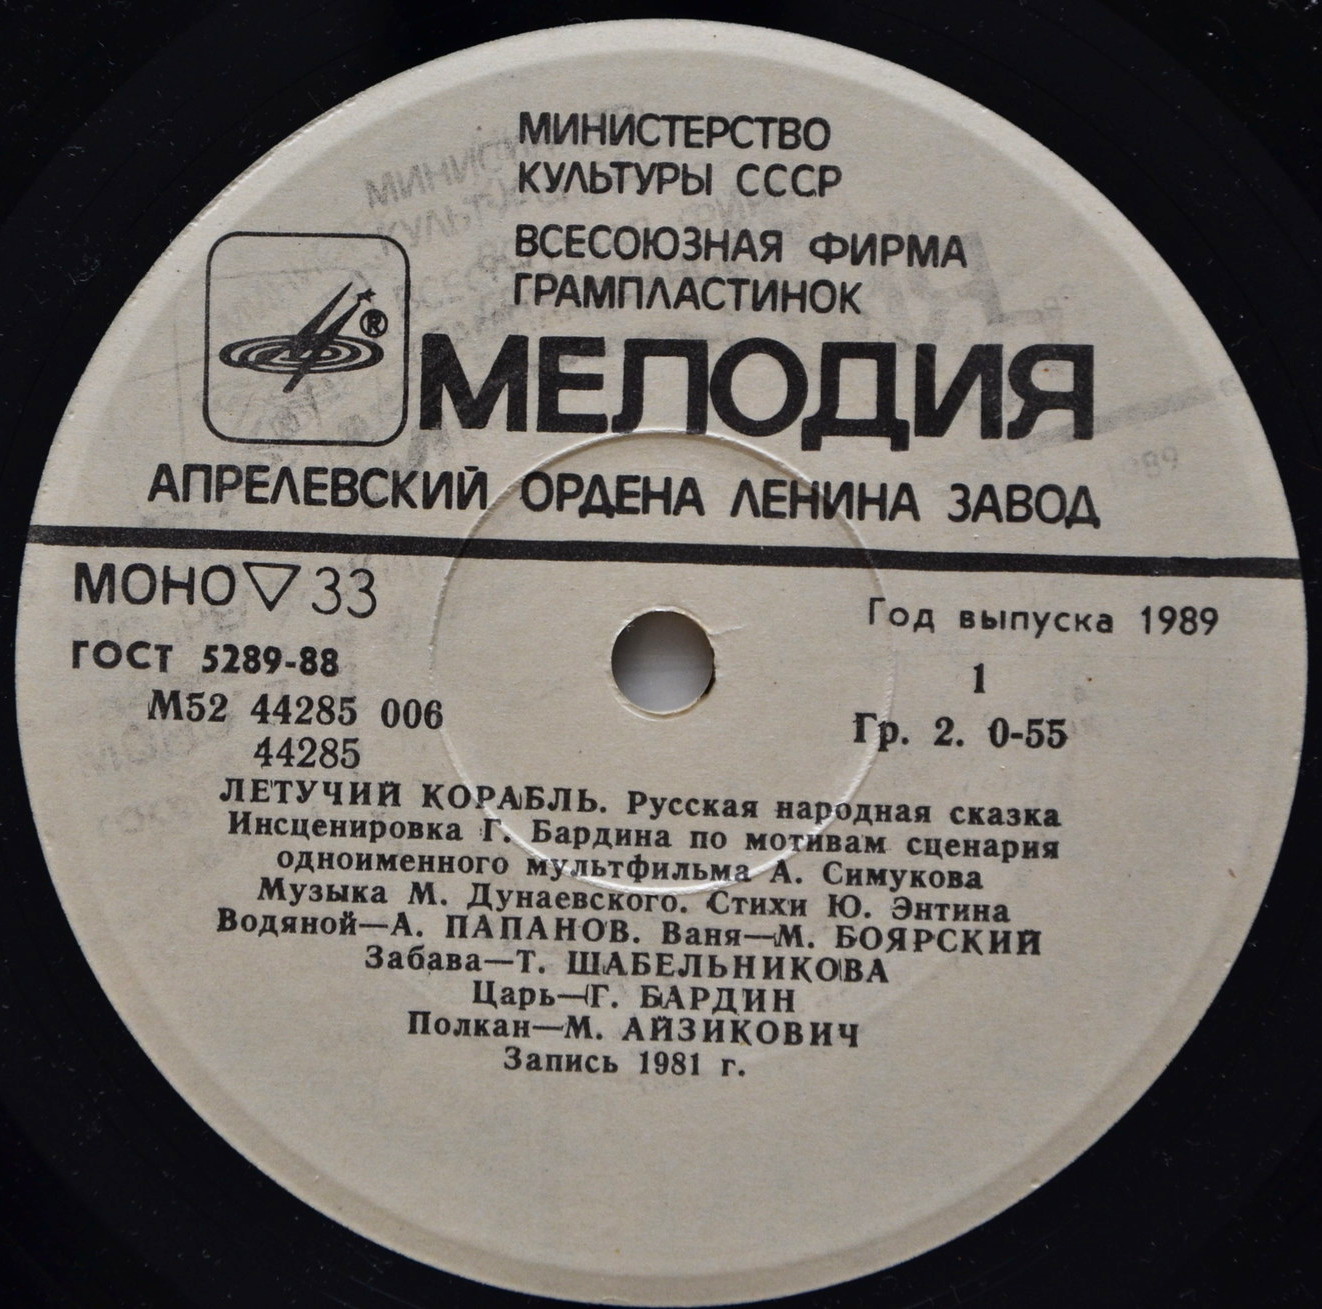 МИНИСТЕРСТВО
КУЛЬТУРЫ СССР
ВСЕСОЮЗНАЯ ФИРМА
ГРАМПЛАСТИНОК
®
МЕЛОДИЯ
АПРЕЛЕВСКИЙ ОРДЕНА ЛЕНИНА ЗАВОД
МОНО ▽ 33
Год выпуска 1989
ГОСТ 5289-88
1
М52 44285 006
Гр. 2. 0-55
44285
ЛЕТУЧИЙ КОРАБЛЬ. Русская народная сказка
Инсценировка Г. Бардина по мотивам сценария
одноименного мультфильма А. Симукова
Музыка М. Дунаевского. Стихи Ю. Энтина
Водяной—А. ПАПАНОВ. Ваня—М. БОЯРСКИЙ
Забава—Т. ШАБЕЛЬНИКОВА
Царь—Г. БАРДИН
Полкан—М. АЙЗИКОВИЧ
Запись 1981 г.